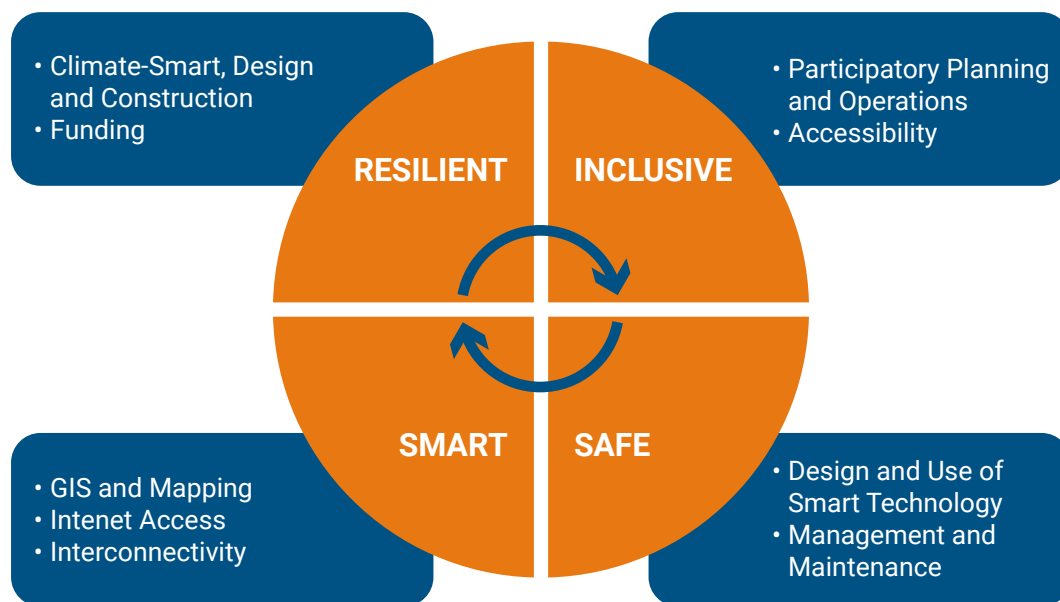 • Climate-Smart, Design
and Construction
• Funding
RESILIENT
INCLUSIVE
• Participatory Planning
and Operations
• Accessibility
• GIS and Mapping
• Intenet Access
• Interconnectivity
SMART
SAFE
• Design and Use of
Smart Technology
• Management and
Maintenance